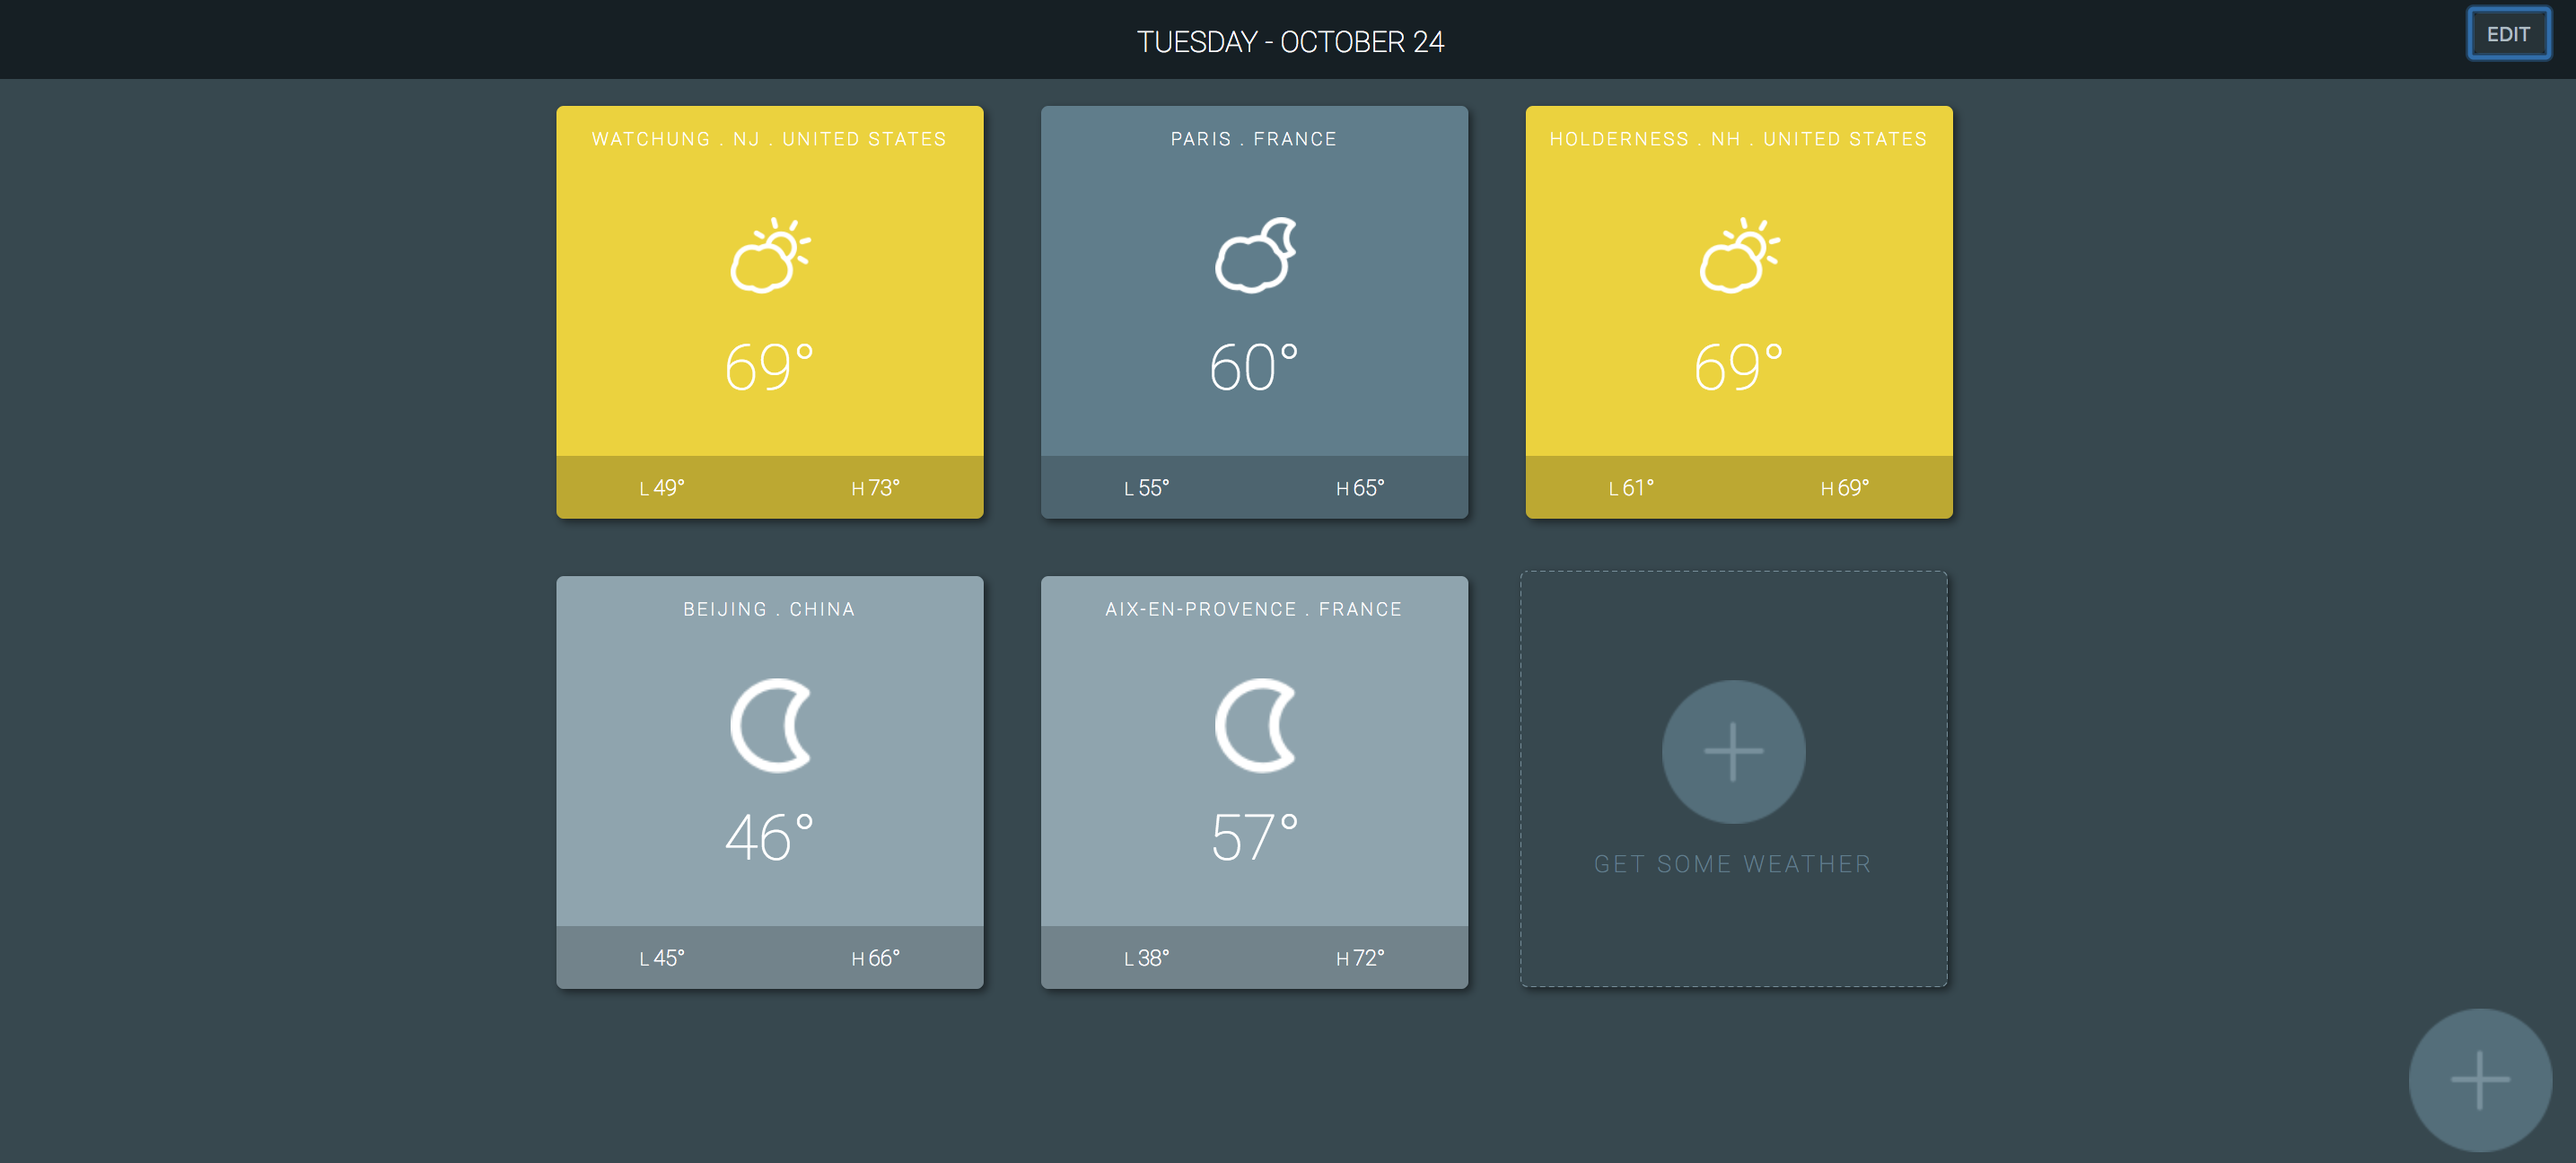 TUESDAY - OCTOBER 24
EDIT
WATCHUNG . NJ . UNITED STATES
69°
L 49° H 73°
PARIS . FRANCE
60°
L 55° H 65°
HOLDERNESS . NH . UNITED STATES
69°
L 61° H 69°
BEIJING . CHINA
46°
L 45° H 66°
AIX-EN-PROVENCE . FRANCE
57°
L 38° H 72°
GET SOME WEATHER